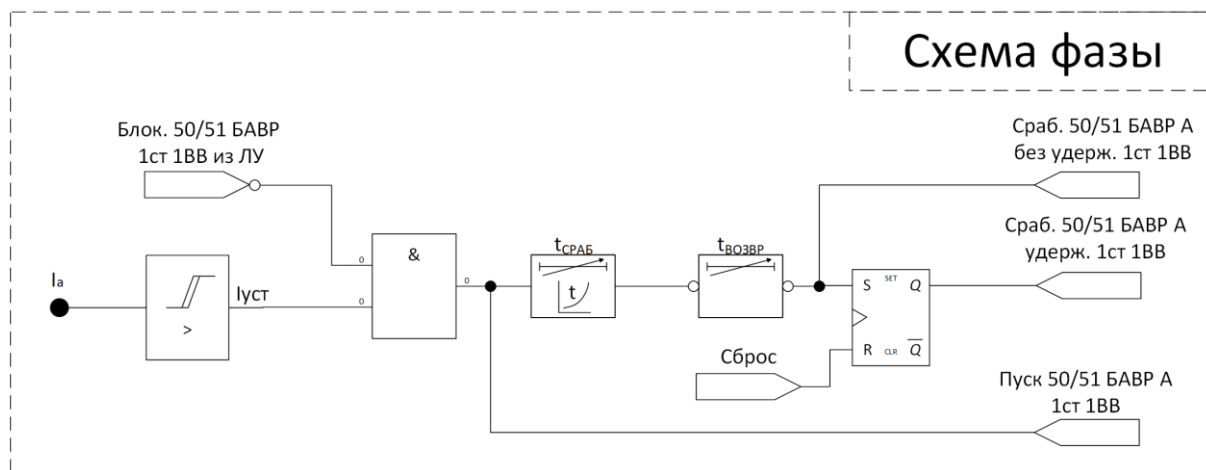 Схема фазы
Блок. 50/51 БАВР
1ст 1ВВ из ЛУ
Сраб. 50/51 БАВР А
без удерж. 1ст 1ВВ
&
tСРАБ
tВОЗВР
Сраб. 50/51 БАВР А
удерж. 1ст 1ВВ
0
Iа
Iуст
>
0
0
t
S SET Q
R CLR Q̅
Сброс
Пуск 50/51 БАВР А
1ст 1ВВ